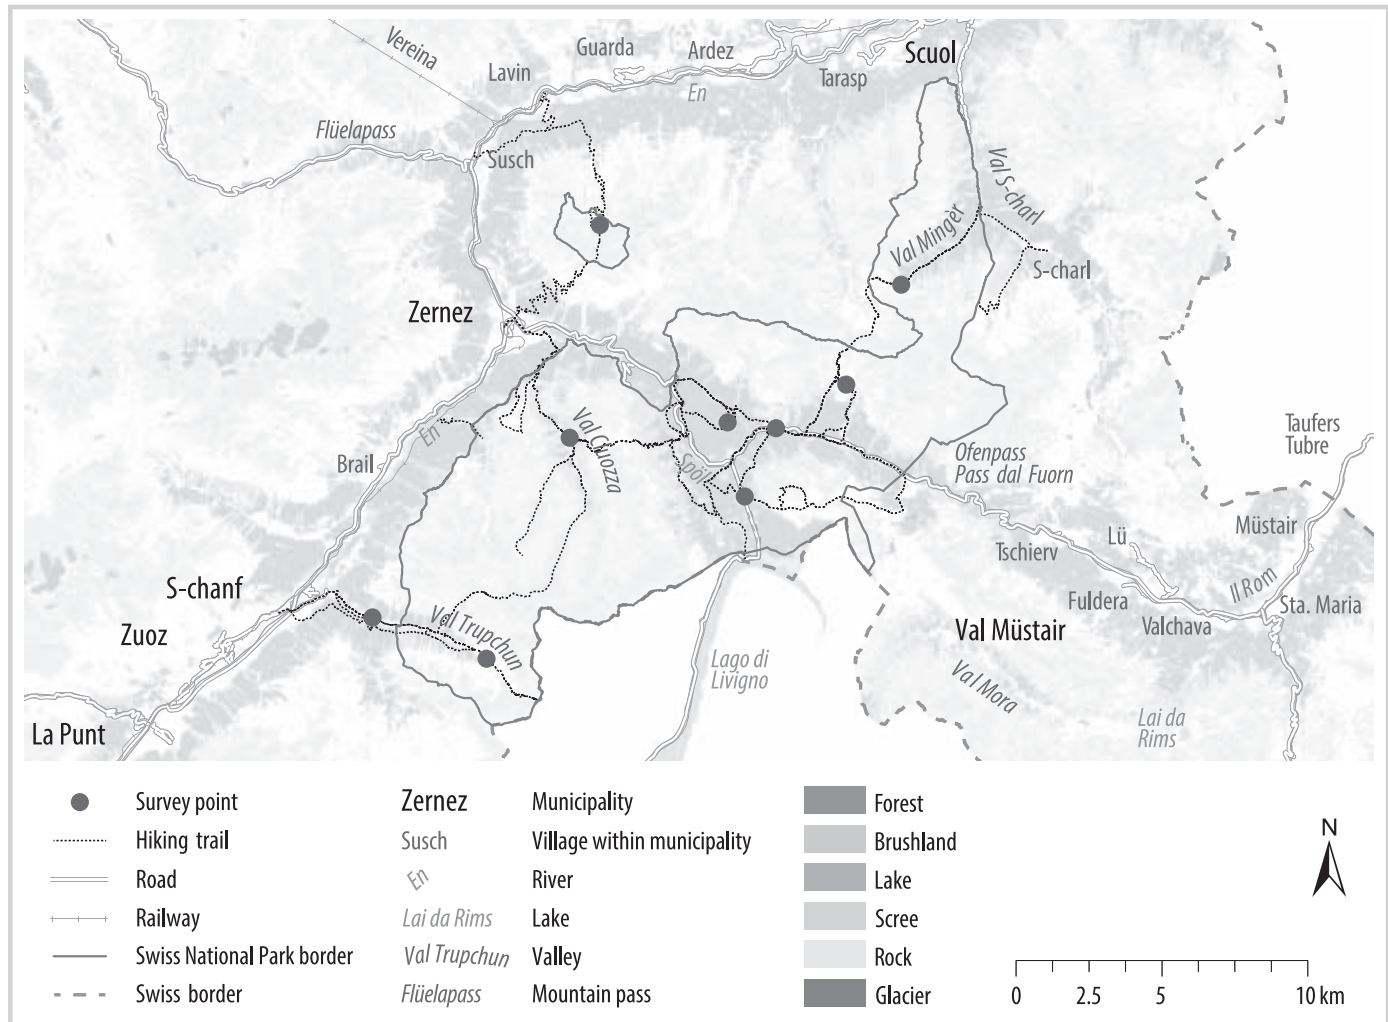 Vereina
Guarda
Ardez
Scuol
Lavin
Tarasp
En
Flüelapass
Susch
Val S-charl
Val Mingèr
S-charl
Zernez
Taufers
Tubre
Val Cluozza
En
Brail
Spöl
Ofenpass
Pass dal Fuorn
Müstair
Lü
Tschierv
S-chanf
Il Rom
Fuldera
Sta. Maria
Zuoz
Val Trupchun
Valchava
Val Müstair
Lago di
Livigno
Val Mora
La Punt
Lai da
Rims
Survey point
Zernez Municipality
Forest
Hiking trail
Susch Village within municipality
Brushland
Road
En River
Lake
Railway
Lai da Rims Lake
Scree
Swiss National Park border
Val Trupchun Valley
Rock
Swiss border
Flüelapass Mountain pass
Glacier
N
0 2.5 5 10 km